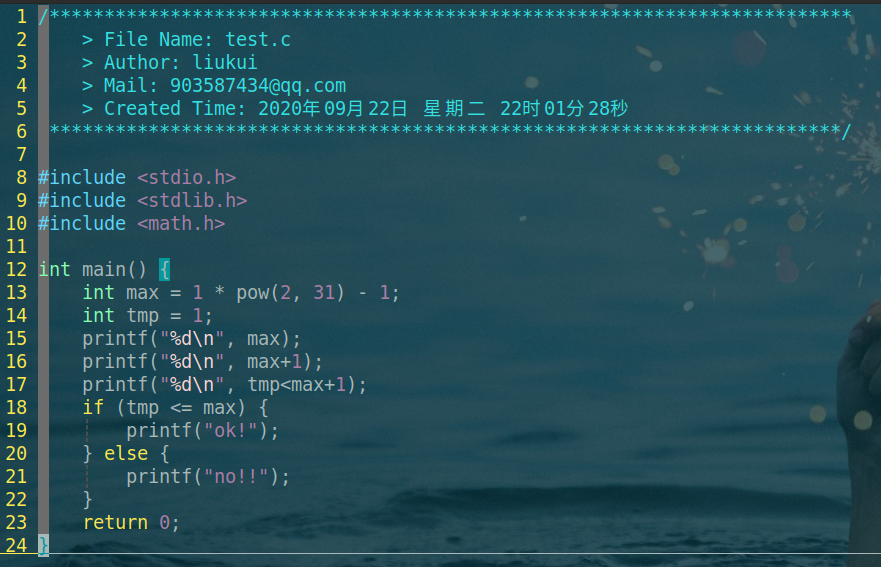 1 /*************************************************************************
2     > File Name: test.c
3     > Author: liukui
4     > Mail: 903587434@qq.com
5     > Created Time: 2020年09月22日 星期二 22时01分28秒
6  ************************************************************************/
7
8 #include <stdio.h>
9 #include <stdlib.h>
10 #include <math.h>
11
12 int main() {
13     int max = 1 * pow(2, 31) - 1;
14     int tmp = 1;
15     printf("%d\n", max);
16     printf("%d\n", max+1);
17     printf("%d\n", tmp<max+1);
18     if (tmp <= max) {
19         printf("ok!");
20     } else {
21         printf("no!!");
22     }
23     return 0;
24 }